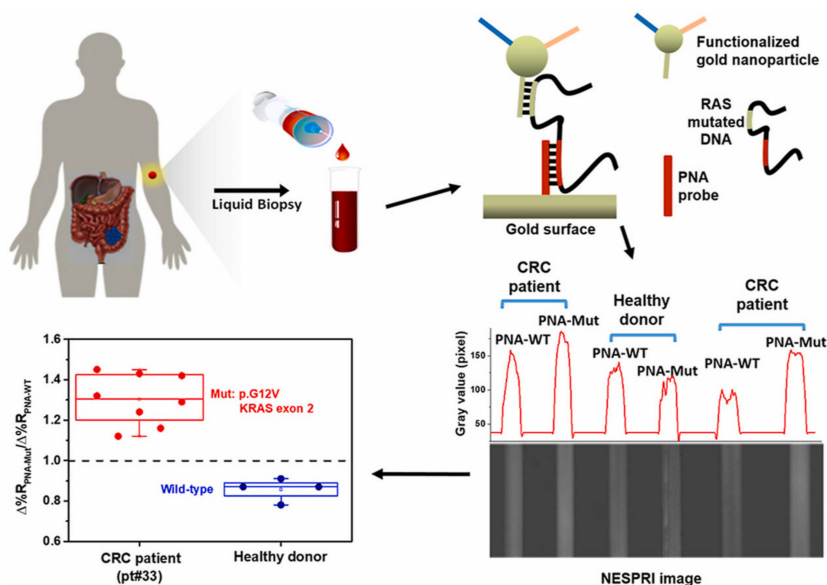 Liquid Biopsy
Functionalized
gold nanoparticle
RAS
mutated
DNA
PNA
probe
Gold surface
CRC
patient
Healthy
donor
CRC
patient
PNA-WT
PNA-Mut
PNA-WT
PNA-Mut
PNA-WT
PNA-Mut
Gray value (pixel)
150
100
50
NESPRI image
Δ%R PNA-Mut/Δ%R PNA-WT
1.6
1.4
1.2
1.0
0.8
0.6
Mut: p.G12V
KRAS exon 2
Wild-type
CRC patient
(pt#33)
Healthy donor